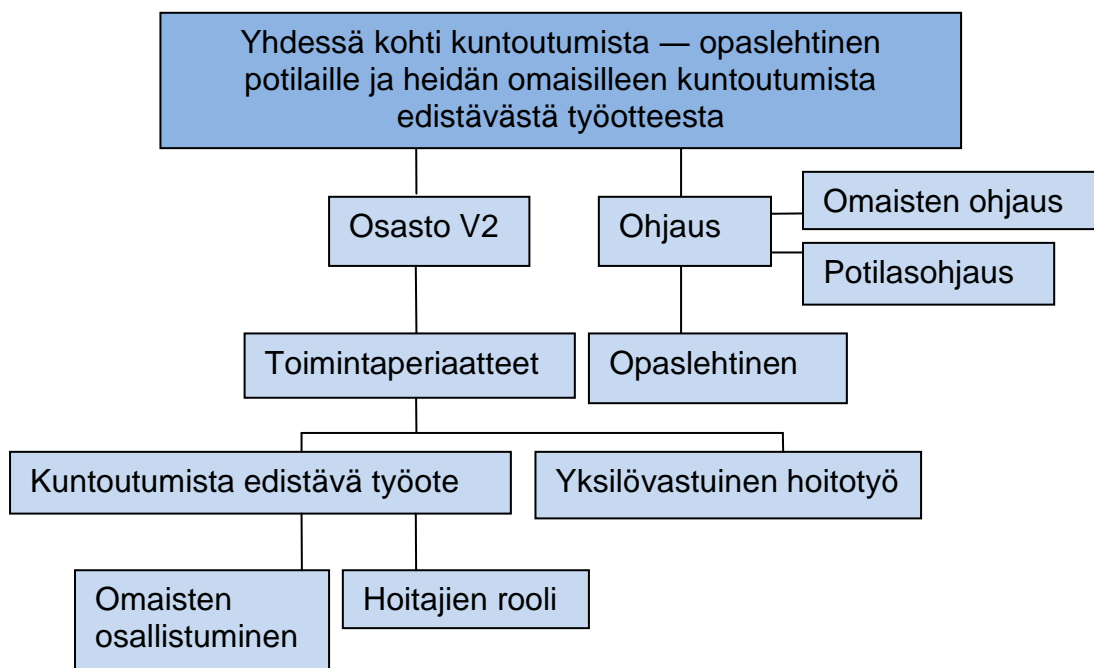 Yhdessä kohti kuntoutumista — opaslehtinen
potilaille ja heidän omaisilleen kuntoutumista
edistävästä työotteesta
Osasto V2
Ohjaus
Omaisten ohjaus
Potilasohjaus
Toimintaperiaatteet
Opaslehtinen
Kuntoutumista edistävä työote
Yksilövastuinen hoitotyö
Omaisten
osallistuminen
Hoitajien rooli